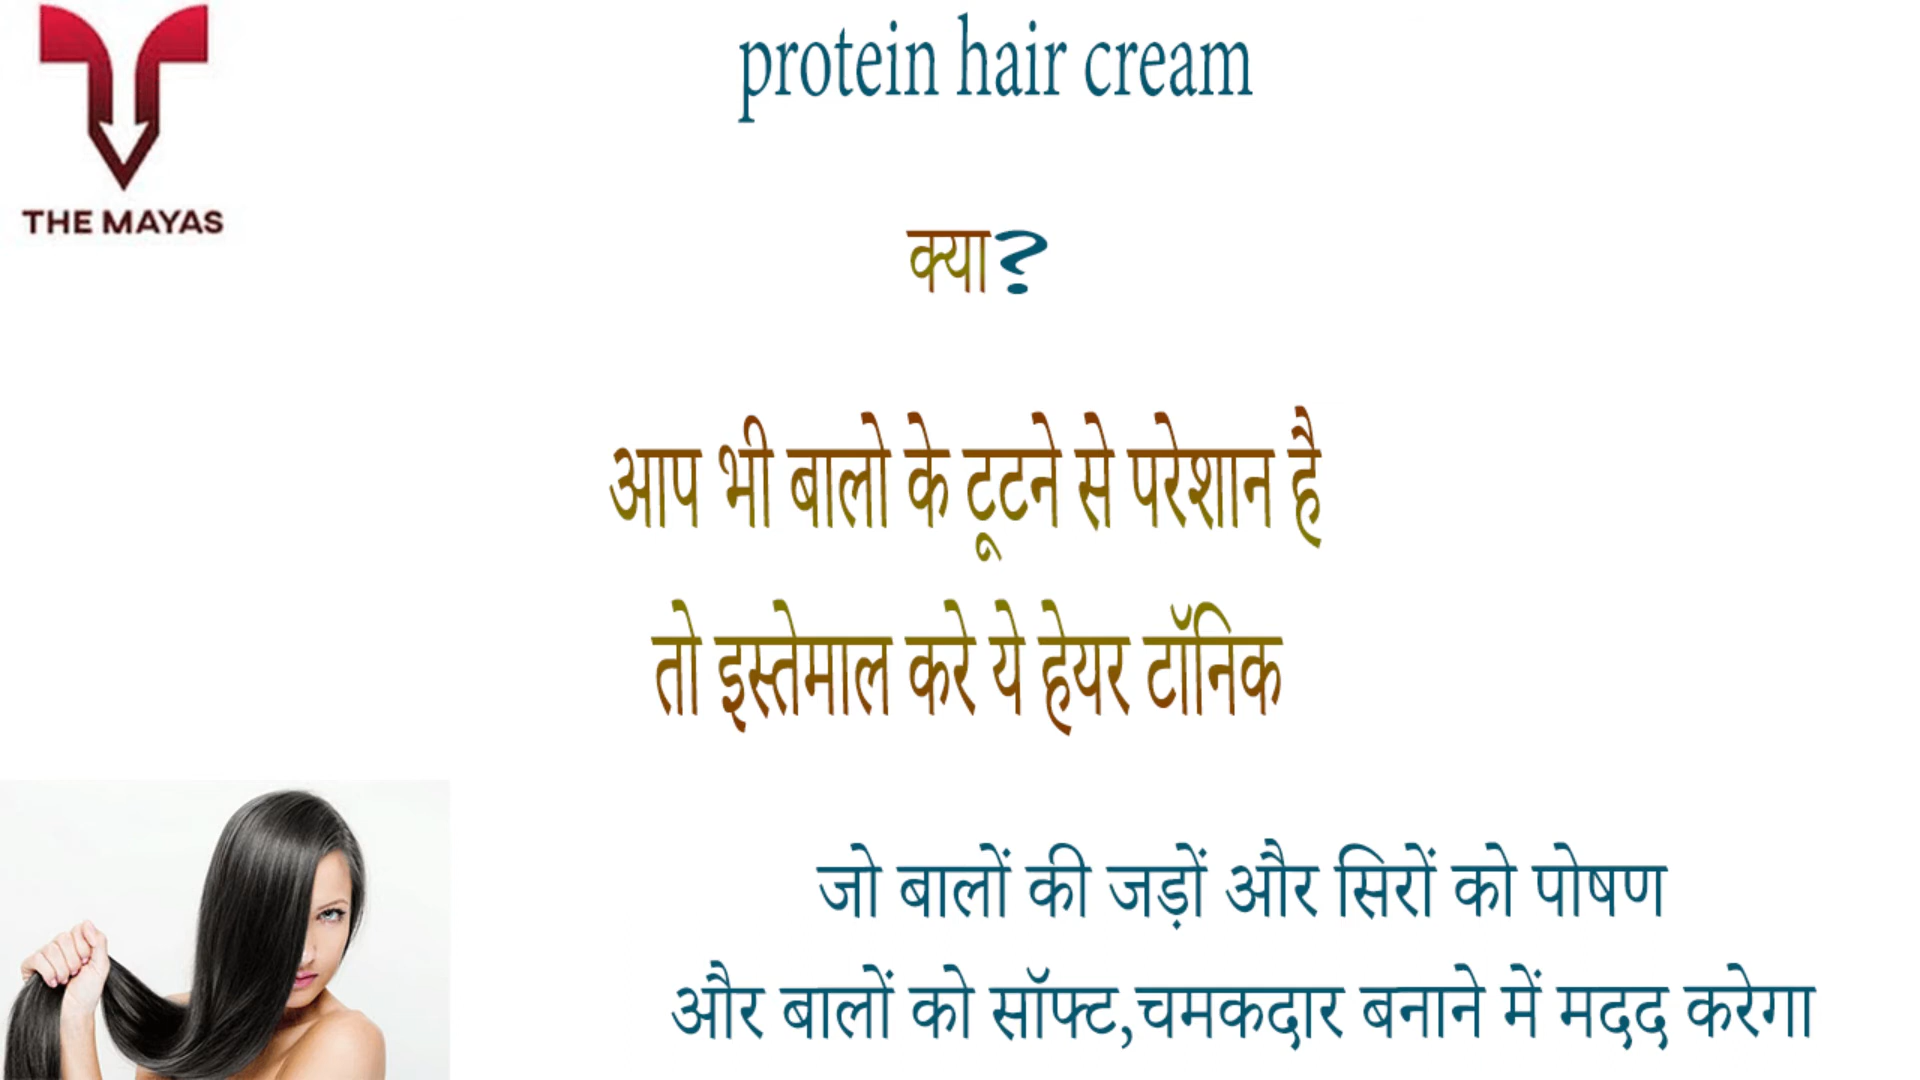 THE MAYAS
protein hair cream
क्या?
आप भी बालो के टूटने से परेशान है
तो इस्तेमाल करे ये हेयर टॉनिक
जो बालों की जड़ों और सिरों को पोषण
और बालों को सॉफ्ट,चमकदार बनाने में मदद करेगा